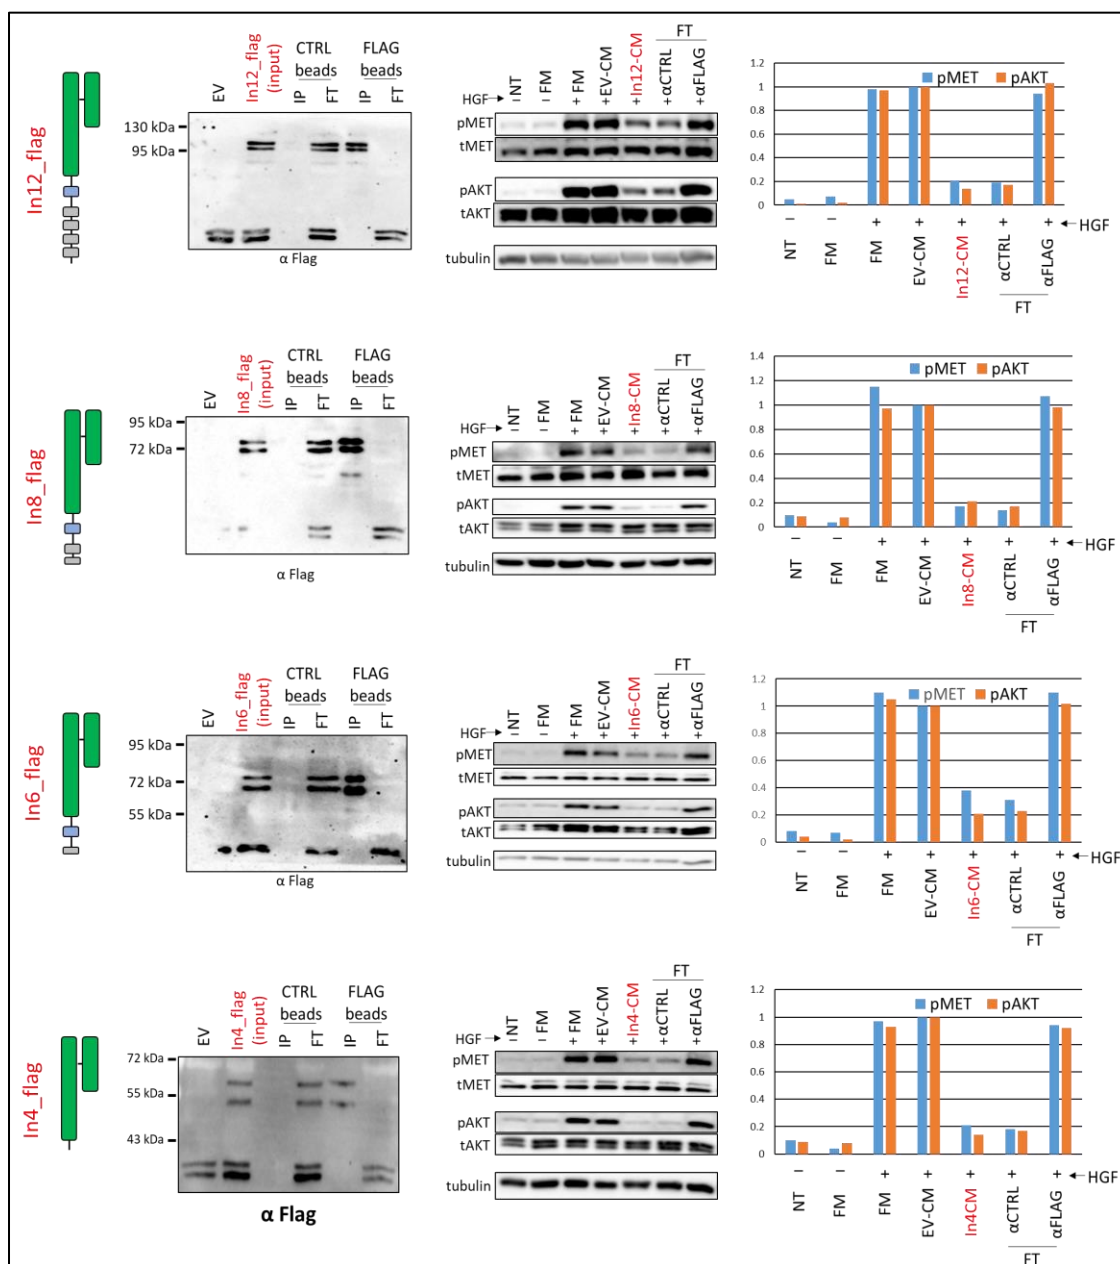 In12_flag
EV
In12_flag
(input)
CTRL
beads
FLAG
beads
IP
FT
IP
FT
130 kDa
95 kDa
α Flag
FT
HGF
NT
FM
FM
EV-CM
In12-CM
αCTRL
αFLAG
− − + + + + +
pMET
tMET
pAKT
tAKT
tubulin
pMET pAKT
1.2
1
0.8
0.6
0.4
0.2
0
− − + + + + + HGF
NT
FM
FM
EV-CM
In12-CM
αCTRL
αFLAG
FT
In8_flag
EV
In8_flag
(input)
CTRL
beads
FLAG
beads
IP
FT
IP
FT
95 kDa
72 kDa
α Flag
FT
HGF
NT
FM
FM
EV-CM
In8-CM
αCTRL
αFLAG
− − + + + + +
pMET
tMET
pAKT
tAKT
tubulin
pMET pAKT
1.4
1.2
1
0.8
0.6
0.4
0.2
0
− − + + + + + HGF
NT
FM
FM
EV-CM
In8-CM
αCTRL
αFLAG
FT
In6_flag
EV
In6_flag
(input)
CTRL
beads
FLAG
beads
IP
FT
IP
FT
95 kDa
72 kDa
55 kDa
α Flag
FT
HGF
NT
FM
FM
EV-CM
In6-CM
αCTRL
αFLAG
− − + + + + +
pMET
tMET
pAKT
tAKT
tubulin
pMET pAKT
1.2
1
0.8
0.6
0.4
0.2
0
− − + + + + + HGF
NT
FM
FM
EV-CM
In6-CM
αCTRL
αFLAG
FT
In4_flag
EV
In4_flag
(input)
CTRL
beads
FLAG
beads
IP
FT
IP
FT
72 kDa
55 kDa
43 kDa
α Flag
FT
HGF
NT
FM
FM
EV-CM
In4-CM
αCTRL
αFLAG
− − + + + + +
pMET
tMET
pAKT
tAKT
tubulin
pMET pAKT
1.2
1
0.8
0.6
0.4
0.2
0
− − + + + + + HGF
NT
FM
FM
EV-CM
In4CM
αCTRL
αFLAG
FT